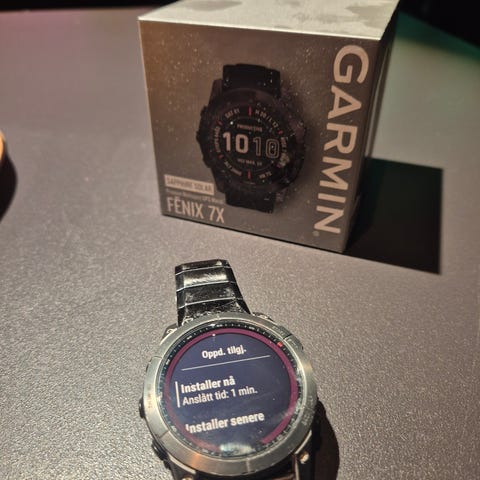 GARMIN
10 10
SAPPHIRE SOLAR
FĒNIX 7X
Oppd. tilgj.
Installer nå
Anslått tid: 1 min.
Installer senere